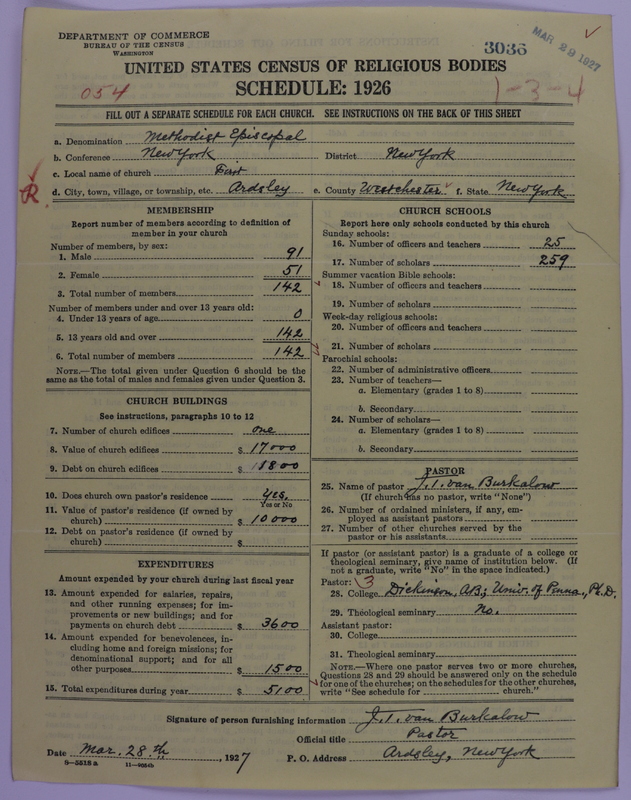 DEPARTMENT OF COMMERCE
BUREAU OF THE CENSUS
WASHINGTON
3036
MAR 29 1927
UNITED STATES CENSUS OF RELIGIOUS BODIES
SCHEDULE: 1926
054
1-3-4
FILL OUT A SEPARATE SCHEDULE FOR EACH CHURCH. SEE INSTRUCTIONS ON THE BACK OF THIS SHEET
a. Denomination Methodist Episcopal
b. Conference New York District New York
c. Local name of church
R
d. City, town, village, or township, etc. Ardsley e. County Westchester f. State New York
MEMBERSHIP
Report number of members according to definition of
member in your church
Number of members, by sex:
1. Male 91
2. Female 51
3. Total number of members 142
Number of members under and over 13 years old:
4. Under 13 years of age 0
5. 13 years old and over 142
6. Total number of members 142
NOTE.—The total given under Question 6 should be
same as the total of males and females given under Question 3.
CHURCH BUILDINGS
See instructions, paragraphs 10 to 12
7. Number of church edifices one
8. Value of church edifices $ 17000
9. Debt on church edifices $ 1800
10. Does church own pastor's residence yes.
Yes or No
11. Value of pastor's residence (if owned by
church) $ 10000
12. Debt on pastor's residence (if owned by
church) $
EXPENDITURES
Amount expended by your church during last fiscal year
13. Amount expended for salaries, repairs,
and other running expenses; for im-
provements or new buildings; and for
payments on church debt $ 3600
14. Amount expended for benevolences, in-
cluding home and foreign missions; for
denominational support; and for all
other purposes $ 1500
15. Total expenditures during year $ 5100
CHURCH SCHOOLS
Report here only schools conducted by this church
Sunday schools:
16. Number of officers and teachers 25
17. Number of scholars 259
Summer vacation Bible schools:
18. Number of officers and teachers
19. Number of scholars
Week-day religious schools:
20. Number of officers and teachers
21. Number of scholars
Parochial schools:
22. Number of administrative officers
23. Number of teachers—
a. Elementary (grades 1 to 8)
b. Secondary
24. Number of scholars—
a. Elementary (grades 1 to 8)
b. Secondary
PASTOR
25. Name of pastor J. T. van Burkalow
(If church has no pastor, write "None")
26. Number of ordained ministers, if any, em-
ployed as assistant pastors
27. Number of other churches served by the
pastor or his assistants
If pastor (or assistant pastor) is a graduate of a college or
theological seminary, give name of institution below. (If
not a graduate, write "No" in the space indicated.)
Pastor: 3
28. College Dickinson, A.B.; Univ. of Penna., Ph.D.
29. Theological seminary No.
Assistant pastor:
30. College
31. Theological seminary
NOTE.—Where one pastor serves two or more churches,
Questions 28 and 29 should be answered only on the schedule
for one of the churches; on the schedules for the other churches,
write "See schedule for church."
Signature of person furnishing information J. T. van Burkalow
Official title Pastor
Date Mar. 28th, 1927 P. O. Address Ardsley, New York
8-5518 a